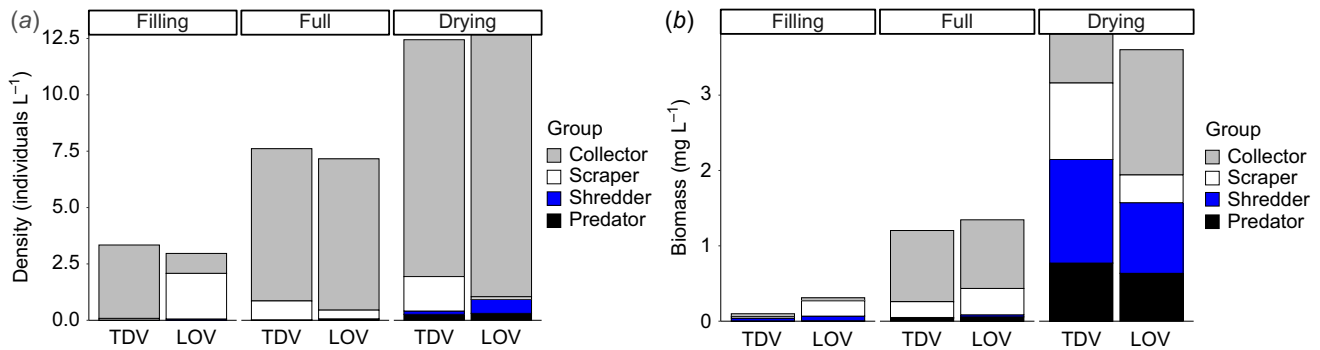 (a)
Filling
Full
Drying
Density (individuals L⁻¹)
12.5
10.0
7.5
5.0
2.5
0.0
TDV LOV TDV LOV TDV LOV
Group
Collector
Scraper
Shredder
Predator
(b)
Filling
Full
Drying
Biomass (mg L⁻¹)
3
2
1
0
TDV LOV TDV LOV TDV LOV
Group
Collector
Scraper
Shredder
Predator